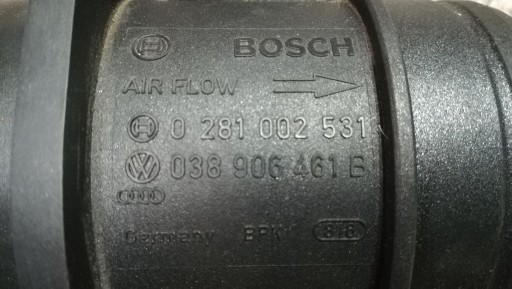 BOSCH
AIR FLOW
0 281 002 531
038 906 461 B
Germany